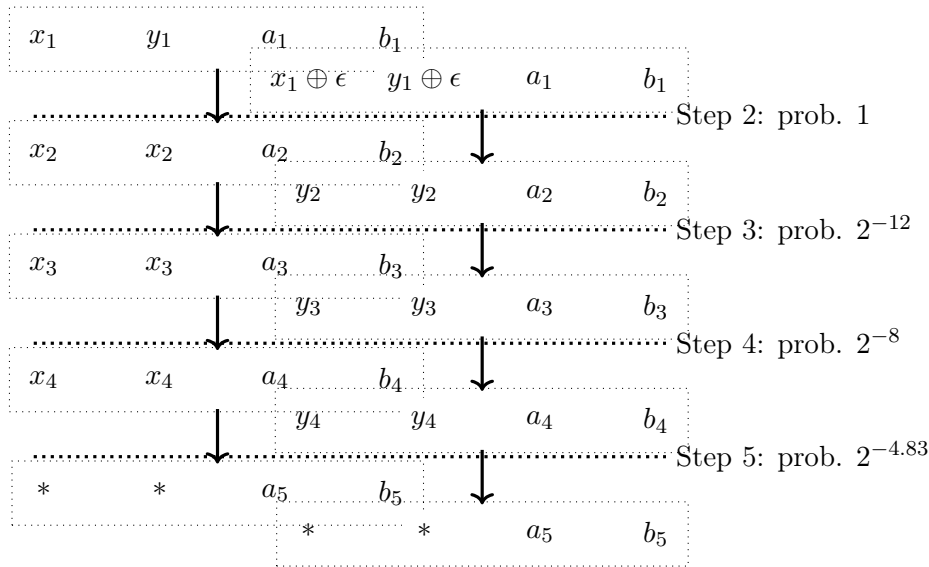 x₁ y₁ a₁ b₁
x₁ ⊕ ϵ y₁ ⊕ ϵ a₁ b₁
Step 2: prob. 1
x₂ x₂ a₂ b₂
y₂ y₂ a₂ b₂
Step 3: prob. 2⁻¹²
x₃ x₃ a₃ b₃
y₃ y₃ a₃ b₃
Step 4: prob. 2⁻⁸
x₄ x₄ a₄ b₄
y₄ y₄ a₄ b₄
Step 5: prob. 2^{−4.83}
* * a₅ b₅
* * a₅ b₅